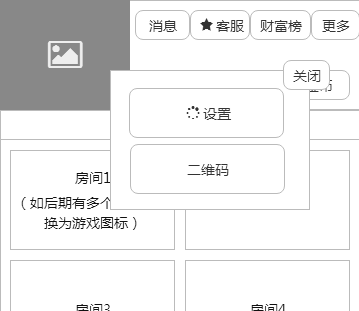 消息 客服 财富榜 更多
关闭
设置
二维码
房间1
（如后期有多个
换为游戏图标）
房间3 房间4